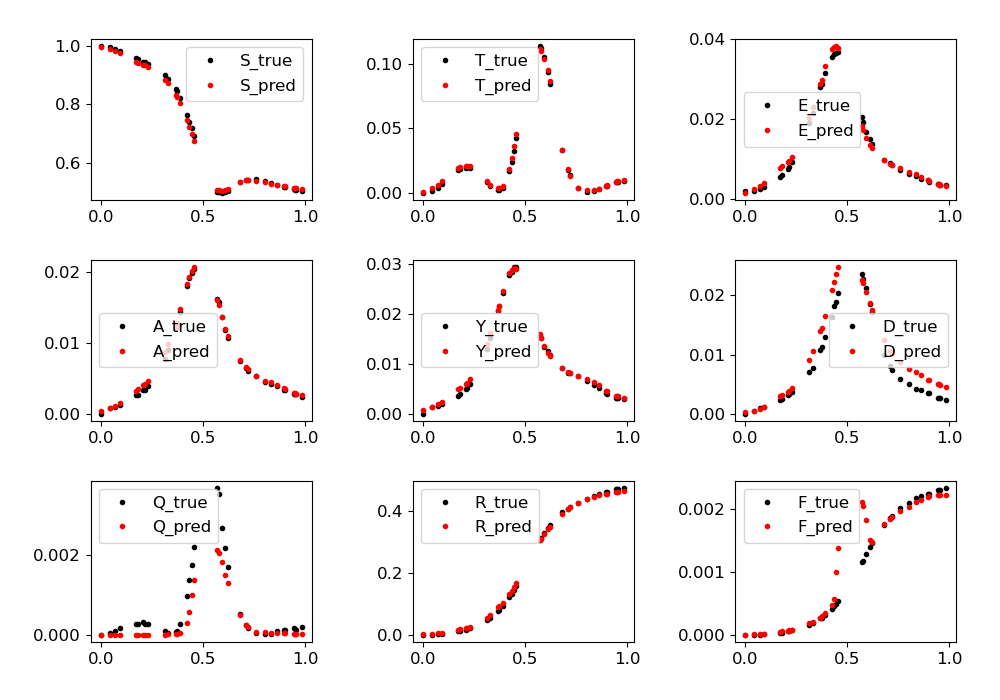 1.0
0.8
0.6
0.0 0.5 1.0
S_true
S_pred
0.10
0.05
0.00
0.0 0.5 1.0
T_true
T_pred
0.04
0.02
0.00
0.0 0.5 1.0
E_true
E_pred
0.02
0.01
0.00
0.0 0.5 1.0
A_true
A_pred
0.03
0.02
0.01
0.00
0.0 0.5 1.0
Y_true
Y_pred
0.02
0.01
0.00
0.0 0.5 1.0
D_true
D_pred
0.002
0.000
0.0 0.5 1.0
Q_true
Q_pred
0.4
0.2
0.0
0.0 0.5 1.0
R_true
R_pred
0.002
0.001
0.000
0.0 0.5 1.0
F_true
F_pred